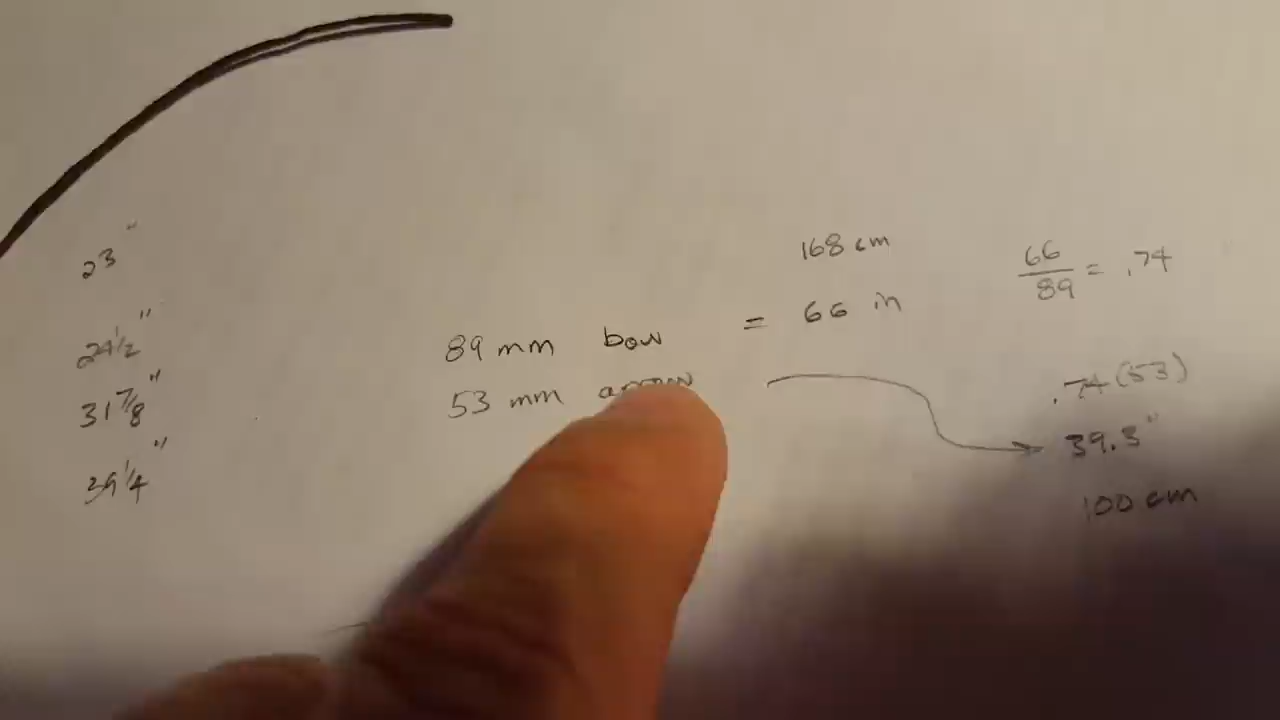 23"
24 1/2"
31 7/8"
39 1/4"
89 mm bow
53 mm arrow
168 cm
= 66 in
66/89 = .74
.74 (53)
39.3"
100 cm